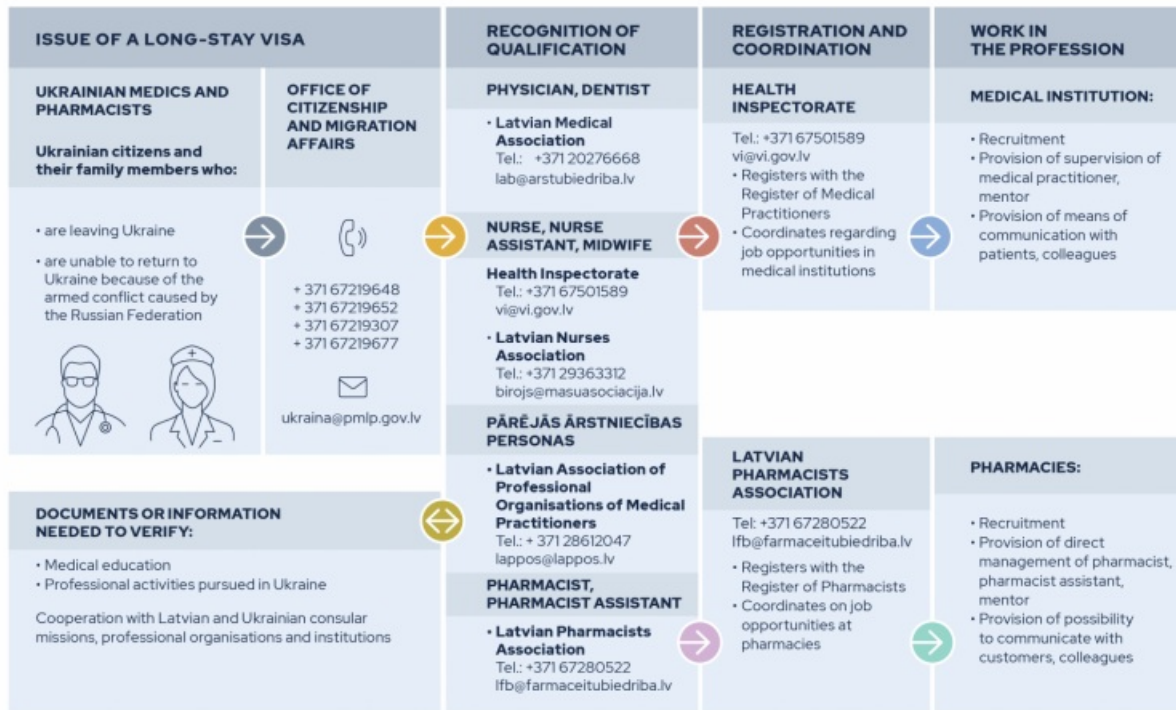 ISSUE OF A LONG-STAY VISA
UKRAINIAN MEDICS AND
PHARMACISTS
Ukrainian citizens and
their family members who:
• are leaving Ukraine
• are unable to return to
Ukraine because of the
armed conflict caused by
the Russian Federation
OFFICE OF
CITIZENSHIP
AND MIGRATION
AFFAIRS
+ 371 67219648
+ 371 67219652
+ 371 67219307
+ 371 67219677
ukraina@pmlp.gov.lv
DOCUMENTS OR INFORMATION
NEEDED TO VERIFY:
• Medical education
• Professional activities pursued in Ukraine
Cooperation with Latvian and Ukrainian consular
missions, professional organisations and institutions
RECOGNITION OF
QUALIFICATION
PHYSICIAN, DENTIST
• Latvian Medical
Association
Tel.: +371 20276668
lab@arstubiedriba.lv
NURSE, NURSE
ASSISTANT, MIDWIFE
Health Inspectorate
Tel.: +371 67501589
vi@vi.gov.lv
• Latvian Nurses
Association
Tel.: +371 29363312
birojs@masuasociacija.lv
PĀRĒJĀS ĀRSTNIECĪBAS
PERSONAS
• Latvian Association of
Professional
Organisations of Medical
Practitioners
Tel.: + 371 28612047
lappos@lappos.lv
PHARMACIST,
PHARMACIST ASSISTANT
• Latvian Pharmacists
Association
Tel.: +371 67280522
lfb@farmaceitubiedriba.lv
REGISTRATION AND
COORDINATION
HEALTH
INSPECTORATE
Tel.: +371 67501589
vi@vi.gov.lv
• Registers with the
Register of Medical
Practitioners
• Coordinates regarding
job opportunities in
medical institutions
LATVIAN
PHARMACISTS
ASSOCIATION
Tel: +371 67280522
lfb@farmaceitubiedriba.lv
• Registers with the
Register of Pharmacists
• Coordinates on job
opportunities at
pharmacies
WORK IN
THE PROFESSION
MEDICAL INSTITUTION:
• Recruitment
• Provision of supervision of
medical practitioner,
mentor
• Provision of means of
communication with
patients, colleagues
PHARMACIES:
• Recruitment
• Provision of direct
management of pharmacist,
pharmacist assistant,
mentor
• Provision of possibility
to communicate with
customers, colleagues